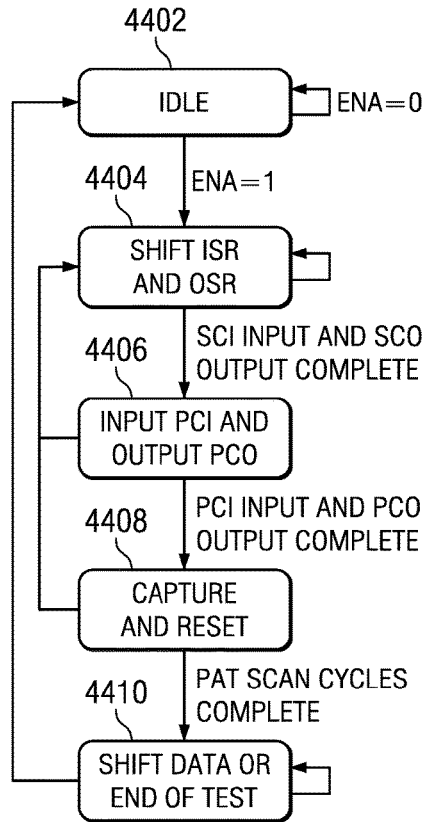 4402
IDLE
ENA=0
ENA=1
4404
SHIFT ISR
AND OSR
SCI INPUT AND SCO
OUTPUT COMPLETE
4406
INPUT PCI AND
OUTPUT PCO
PCI INPUT AND PCO
OUTPUT COMPLETE
4408
CAPTURE
AND RESET
PAT SCAN CYCLES
COMPLETE
4410
SHIFT DATA OR
END OF TEST